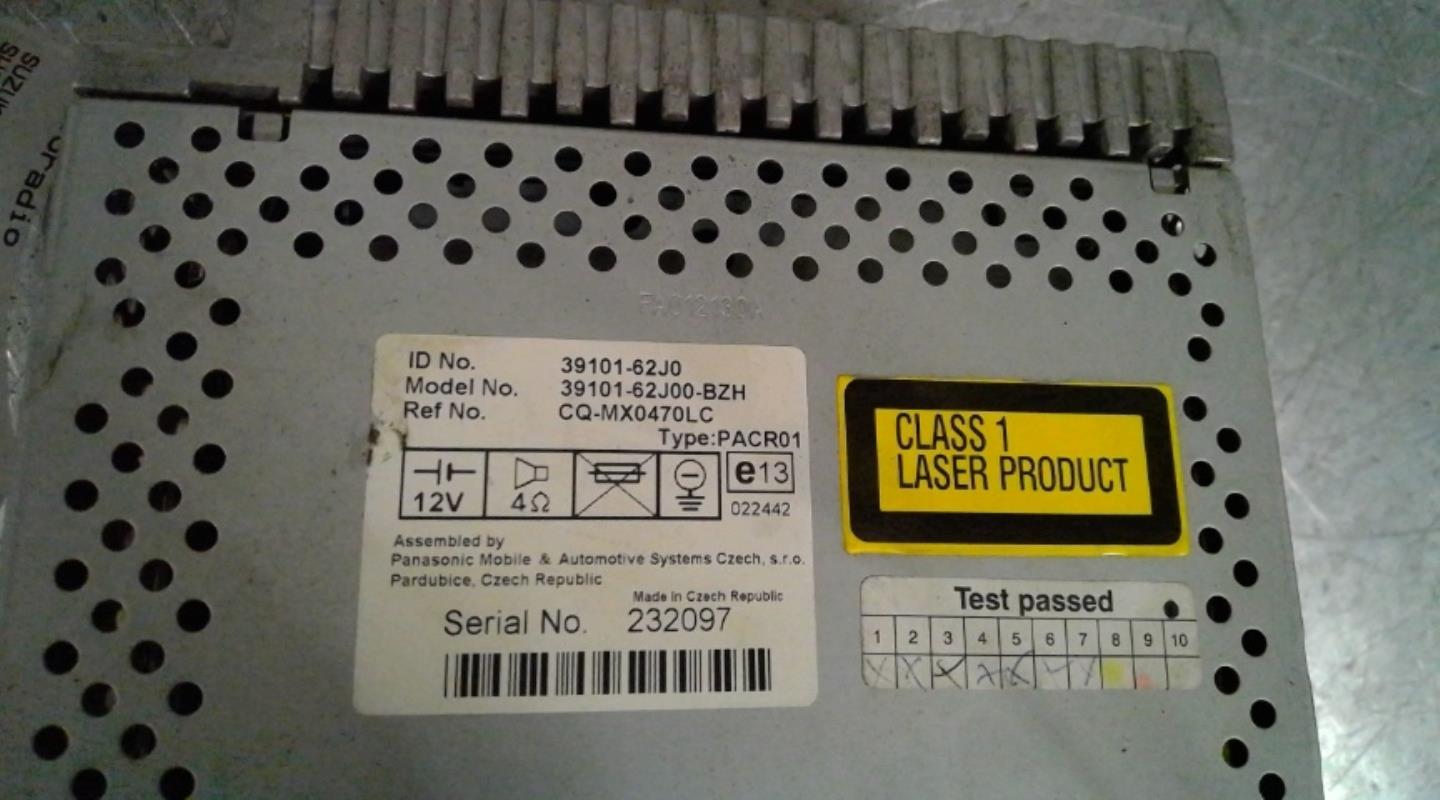 radio
FAC12130A
ID No. 39101-62J0
Model No. 39101-62J00-BZH
Ref No. CQ-MX0470LC
Type:PACR01
12V 4Ω e13
022442
Assembled by
Panasonic Mobile & Automotive Systems Czech, s.r.o.
Pardubice, Czech Republic
Made In Czech Republic
Serial No. 232097
CLASS 1
LASER PRODUCT
Test passed
1 2 3 4 5 6 7 8 9 10